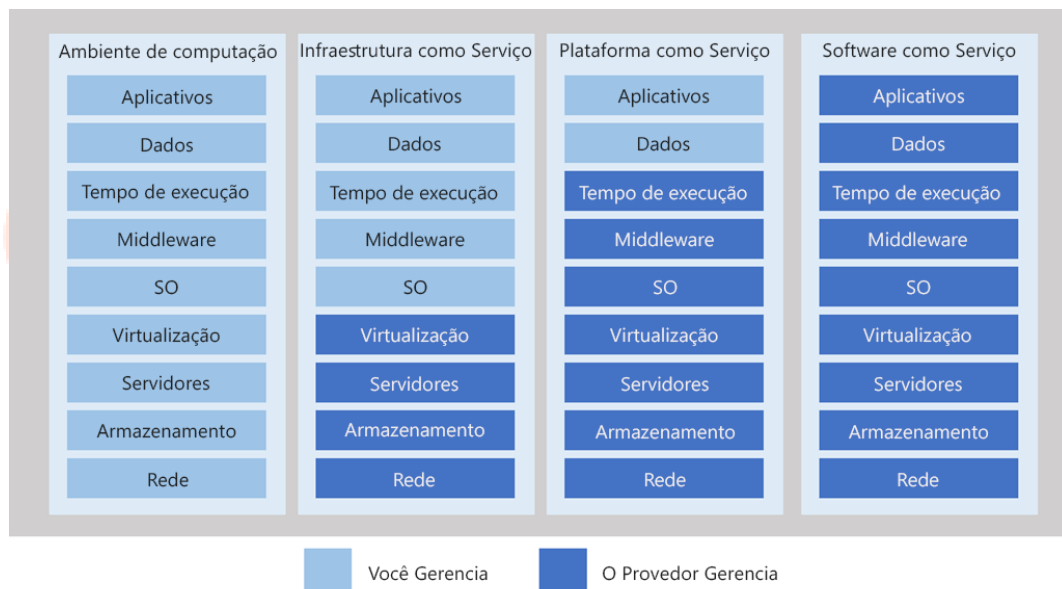 Ambiente de computação
Aplicativos
Dados
Tempo de execução
Middleware
SO
Virtualização
Servidores
Armazenamento
Rede
Infraestrutura como Serviço
Aplicativos
Dados
Tempo de execução
Middleware
SO
Virtualização
Servidores
Armazenamento
Rede
Plataforma como Serviço
Aplicativos
Dados
Tempo de execução
Middleware
SO
Virtualização
Servidores
Armazenamento
Rede
Software como Serviço
Aplicativos
Dados
Tempo de execução
Middleware
SO
Virtualização
Servidores
Armazenamento
Rede
Você Gerencia
O Provedor Gerencia